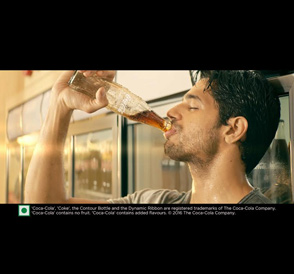 'Coca-Cola', 'Coke', the Contour Bottle and the Dynamic Ribbon are registered trademarks of The Coca-Cola Company.
'Coca-Cola' contains no fruit. 'Coca-Cola' contains added flavours. © 2016 The Coca-Cola Company.